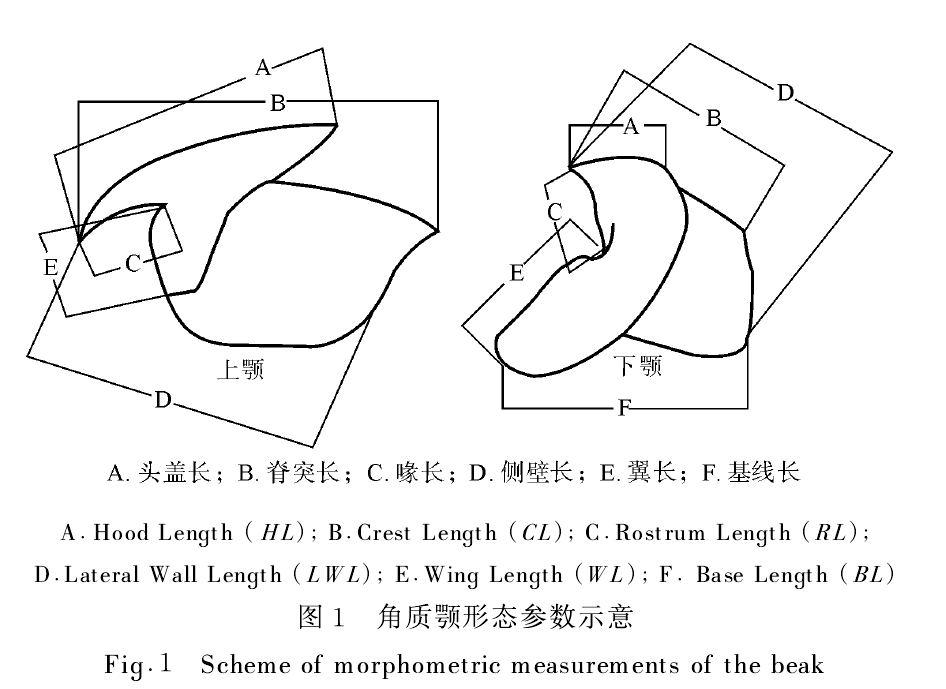 A
B
C
E
D
上颚
A
B
D
C
E
F
下颚
A. 头盖长; B. 脊突长; C. 喙长; D. 侧壁长; E. 翼长; F. 基线长
A. Hood Length (HL); B. Crest Length (CL); C. Rostrum Length (RL);
D. Lateral Wall Length (LWL); E. Wing Length (WL); F. Base Length (BL)
图 1 角质颚形态参数示意
Fig. 1 Scheme of morphometric measurements of the beak